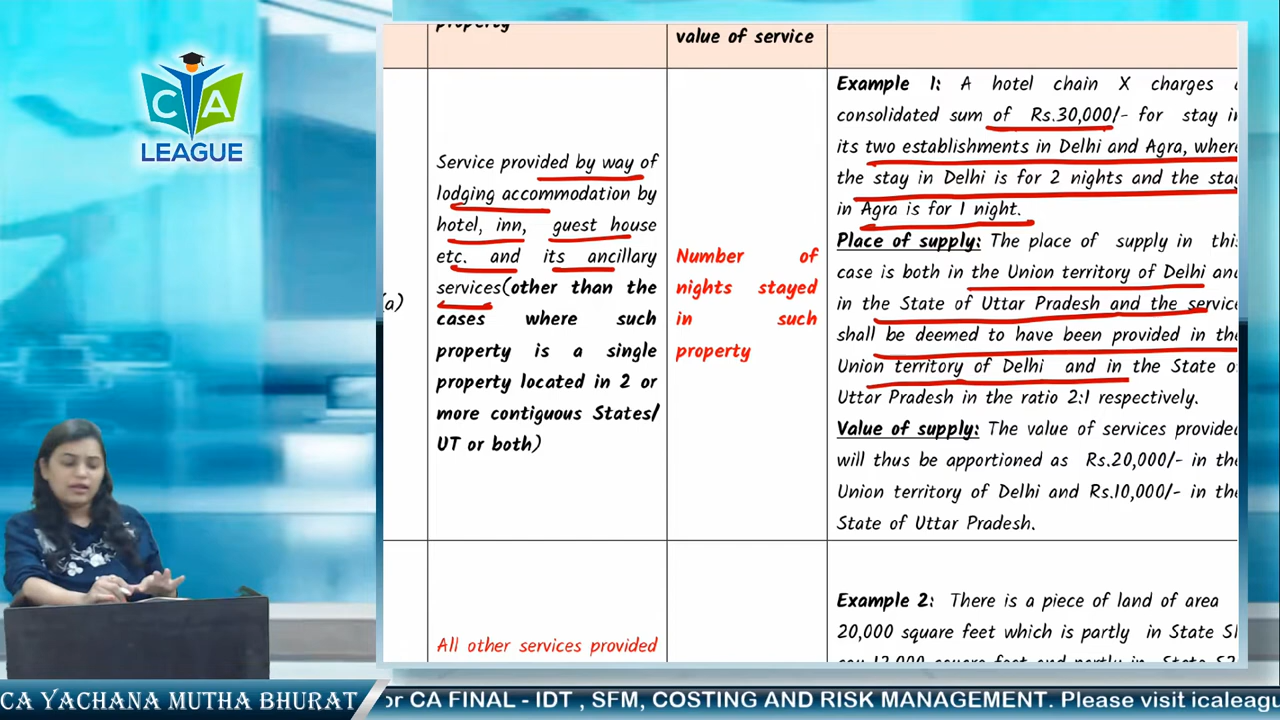 property
value of service
C A
LEAGUE
(a)
Service provided by way of
lodging accommodation by
hotel, inn, guest house
etc. and its ancillary
services(other than the
cases where such
property is a single
property located in 2 or
more contiguous States/
UT or both)
Number of
nights stayed
in such
property
Example 1: A hotel chain X charges
consolidated sum of Rs.30,000/- for stay in
its two establishments in Delhi and Agra, where
the stay in Delhi is for 2 nights and the stay
in Agra is for 1 night.
Place of supply: The place of supply in this
case is both in the Union territory of Delhi and
in the State of Uttar Pradesh and the service
shall be deemed to have been provided in the
Union territory of Delhi and in the State of
Uttar Pradesh in the ratio 2:1 respectively.
Value of supply: The value of services provided
will thus be apportioned as Rs.20,000/- in the
Union territory of Delhi and Rs.10,000/- in the
State of Uttar Pradesh.
All other services provided
Example 2: There is a piece of land of area
20,000 square feet which is partly in State S1
say 12,000 square feet and partly in State S2
CA YACHANA MUTHA BHURAT
or CA FINAL - IDT , SFM, COSTING AND RISK MANAGEMENT. Please visit icaleagu